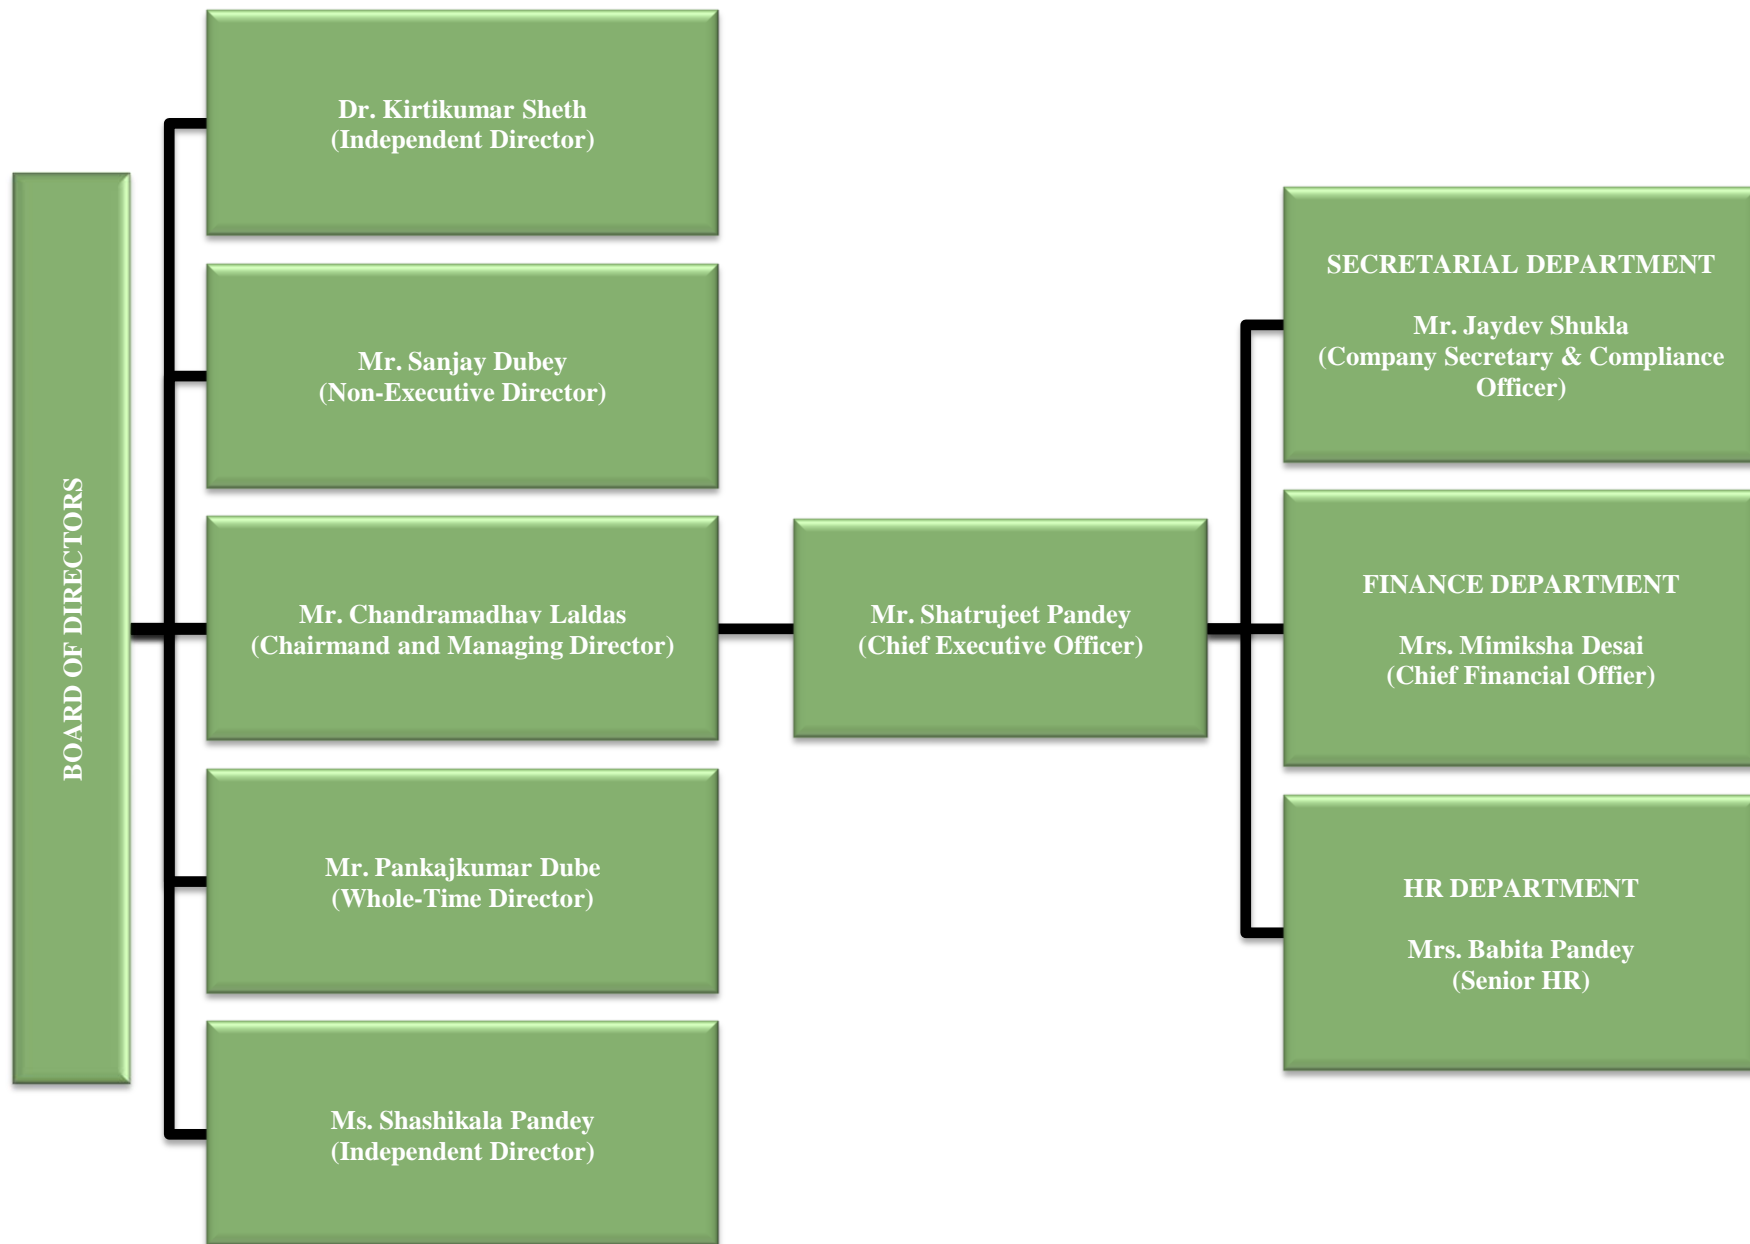 BOARD OF DIRECTORS
Dr. Kirtikumar Sheth
(Independent Director)
Mr. Sanjay Dubey
(Non-Executive Director)
Mr. Chandramadhav Laldas
(Chairmand and Managing Director)
Mr. Pankajkumar Dube
(Whole-Time Director)
Ms. Shashikala Pandey
(Independent Director)
Mr. Shatrujeet Pandey
(Chief Executive Officer)
SECRETARIAL DEPARTMENT
Mr. Jaydev Shukla
(Company Secretary & Compliance
Officer)
FINANCE DEPARTMENT
Mrs. Mimiksha Desai
(Chief Financial Offier)
HR DEPARTMENT
Mrs. Babita Pandey
(Senior HR)